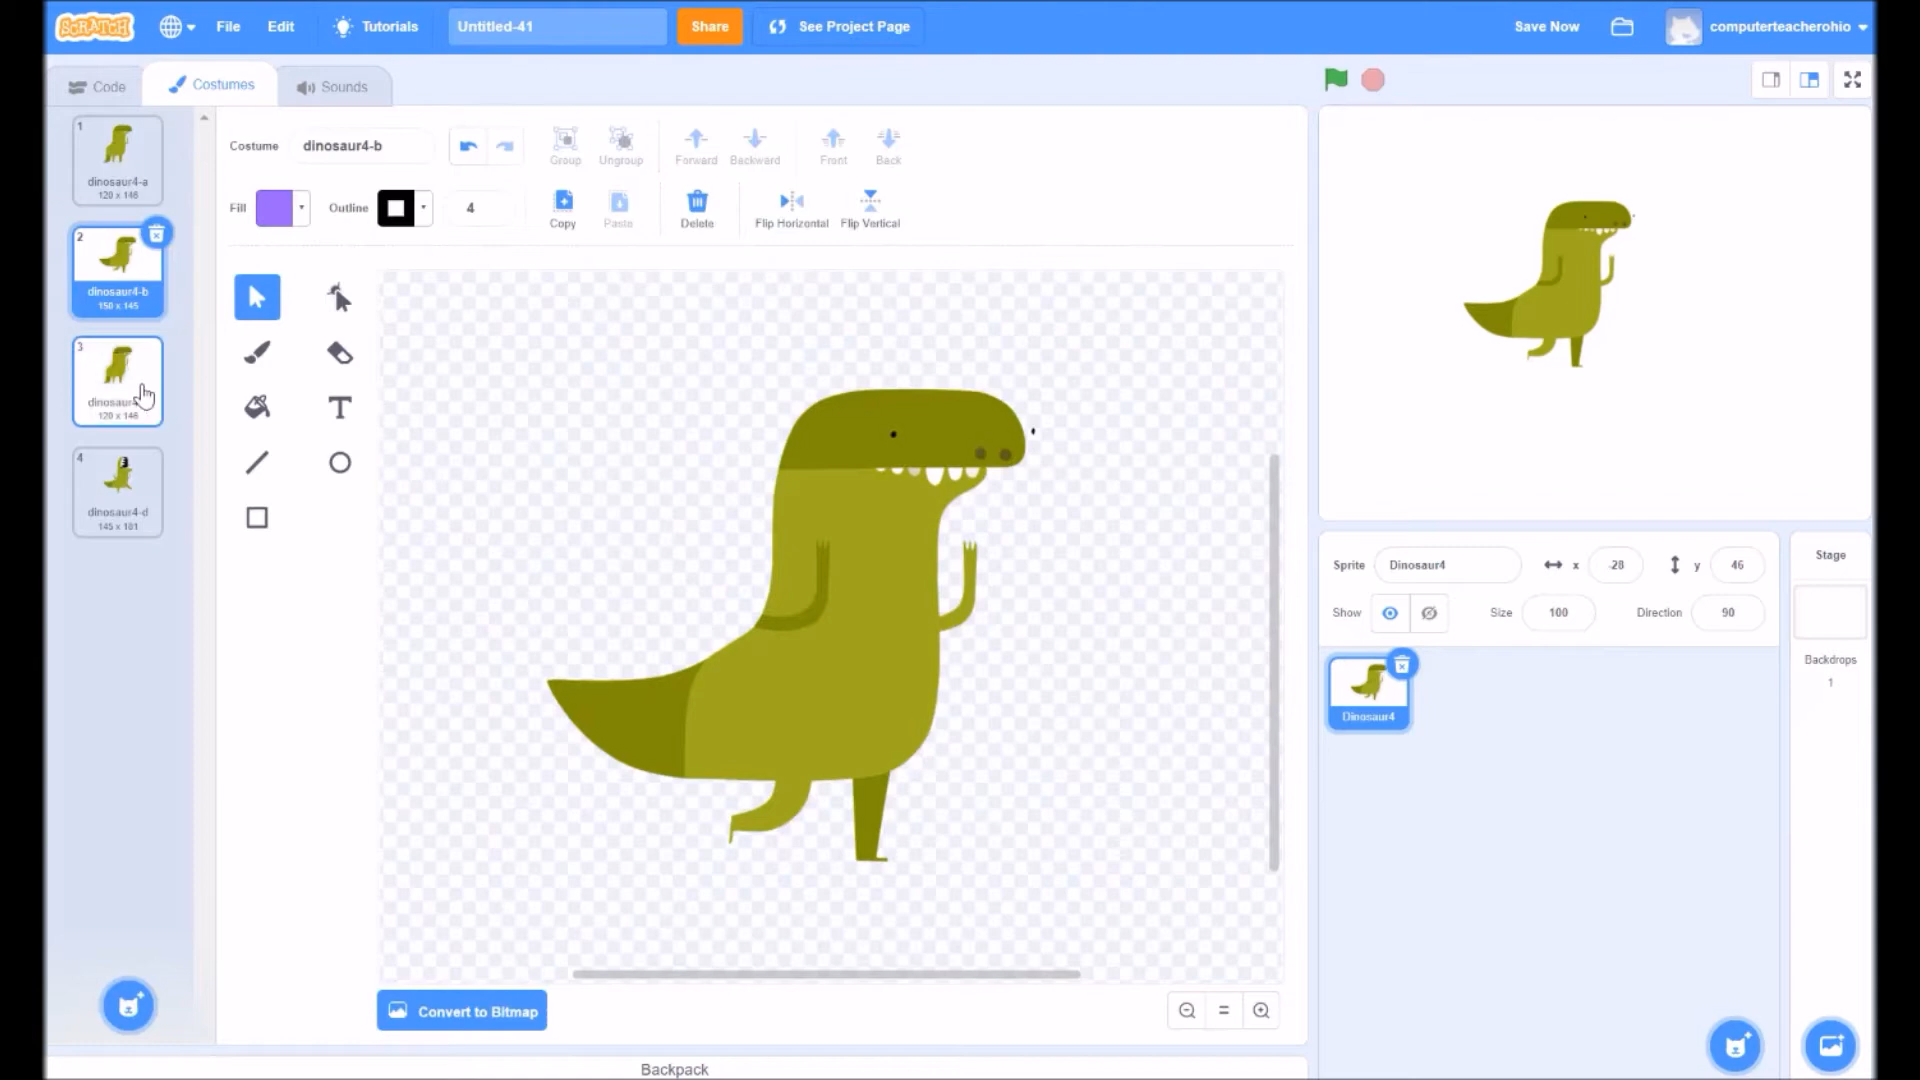 SCRATCH File Edit Tutorials Untitled-41 Share See Project Page Save Now computerteacherohio
Code Costumes Sounds
1
dinosaur4-a
120 x 146
2
dinosaur4-b
150 x 145
3
120 x 146
4
dinosaur4-d
145 x 181
Costume dinosaur4-b Group Ungroup Forward Backward Front Back
Fill Outline 4 Copy Paste Delete Flip Horizontal Flip Vertical
T
Convert to Bitmap
Backpack
Sprite Dinosaur4 x -28 y 46
Show Size 100 Direction 90
Dinosaur4
Stage
Backdrops
1